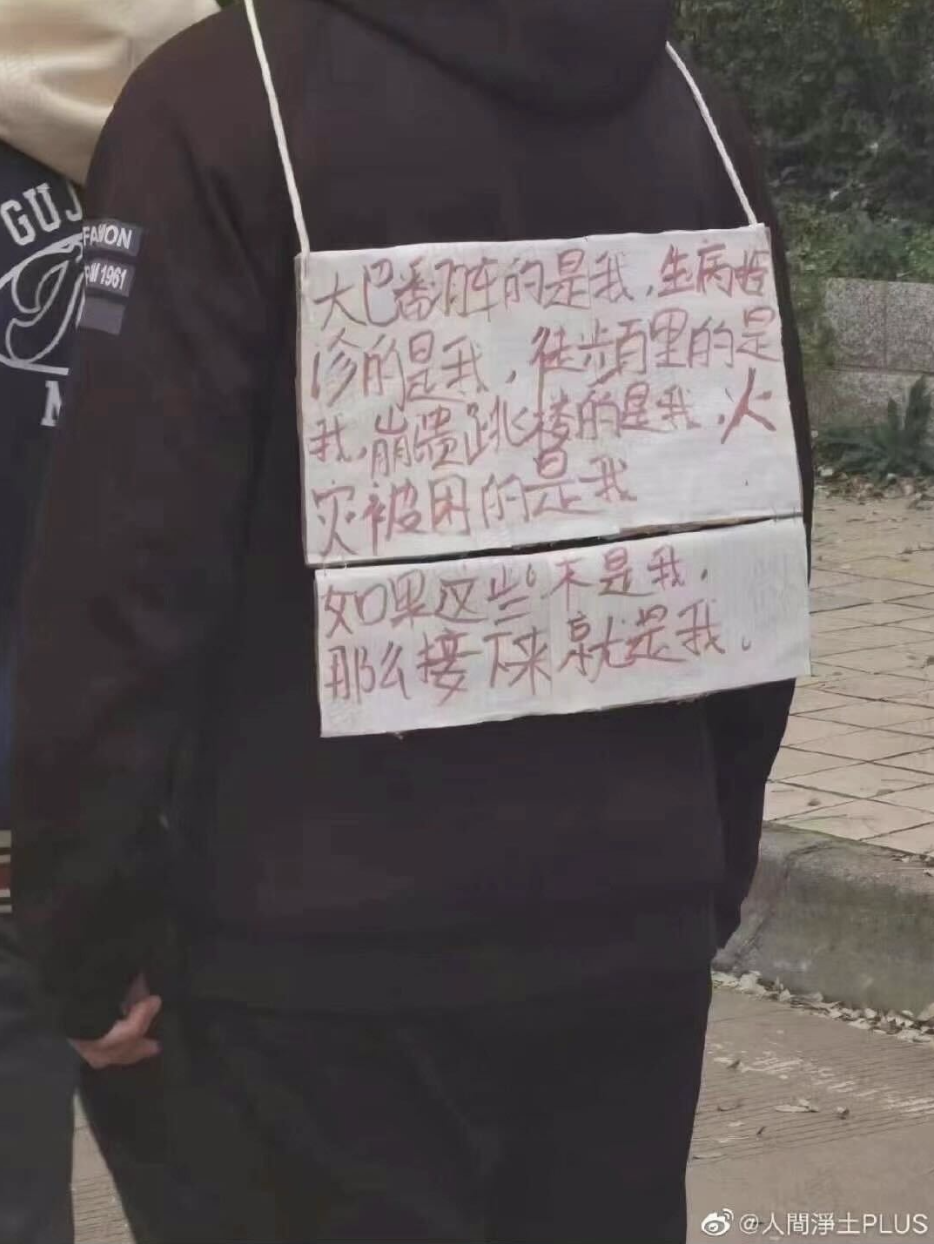 GUJ
FASHION
RM 1961
大巴翻车的是我，生病拒
诊的是我，徒步百里的是
我，崩溃跳楼的是我，火
灾被困的是我
如果这些。不是我，
那么接下来就是我。
@人間淨土PLUS